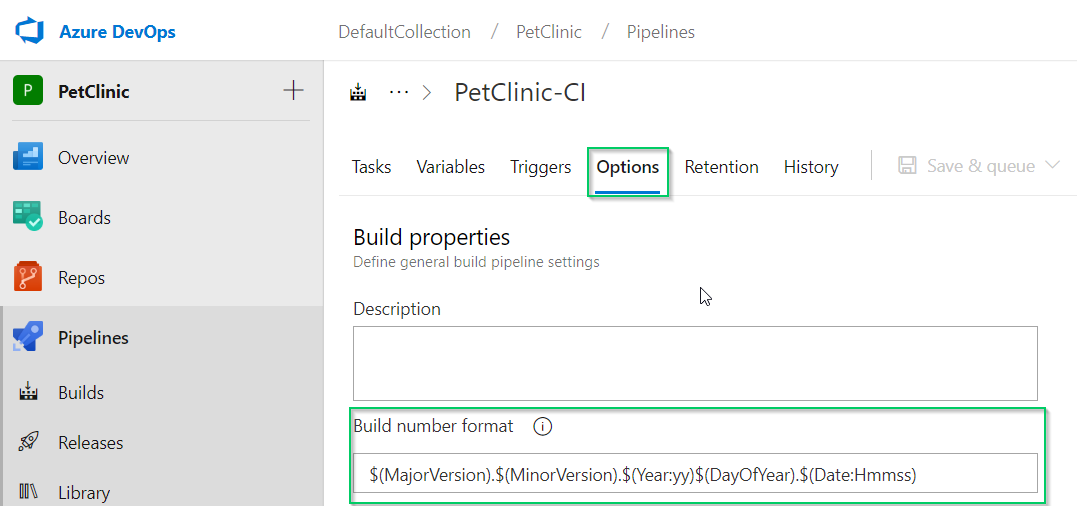 Azure DevOps
DefaultCollection / PetClinic / Pipelines
P PetClinic
PetClinic-CI
Overview
Boards
Repos
Pipelines
Builds
Releases
Library
Tasks Variables Triggers Options Retention History Save & queue
Build properties
Define general build pipeline settings
Description
Build number format
$(MajorVersion).$(MinorVersion).$(Year:yy)$(DayOfYear).$(Date:Hmmss)